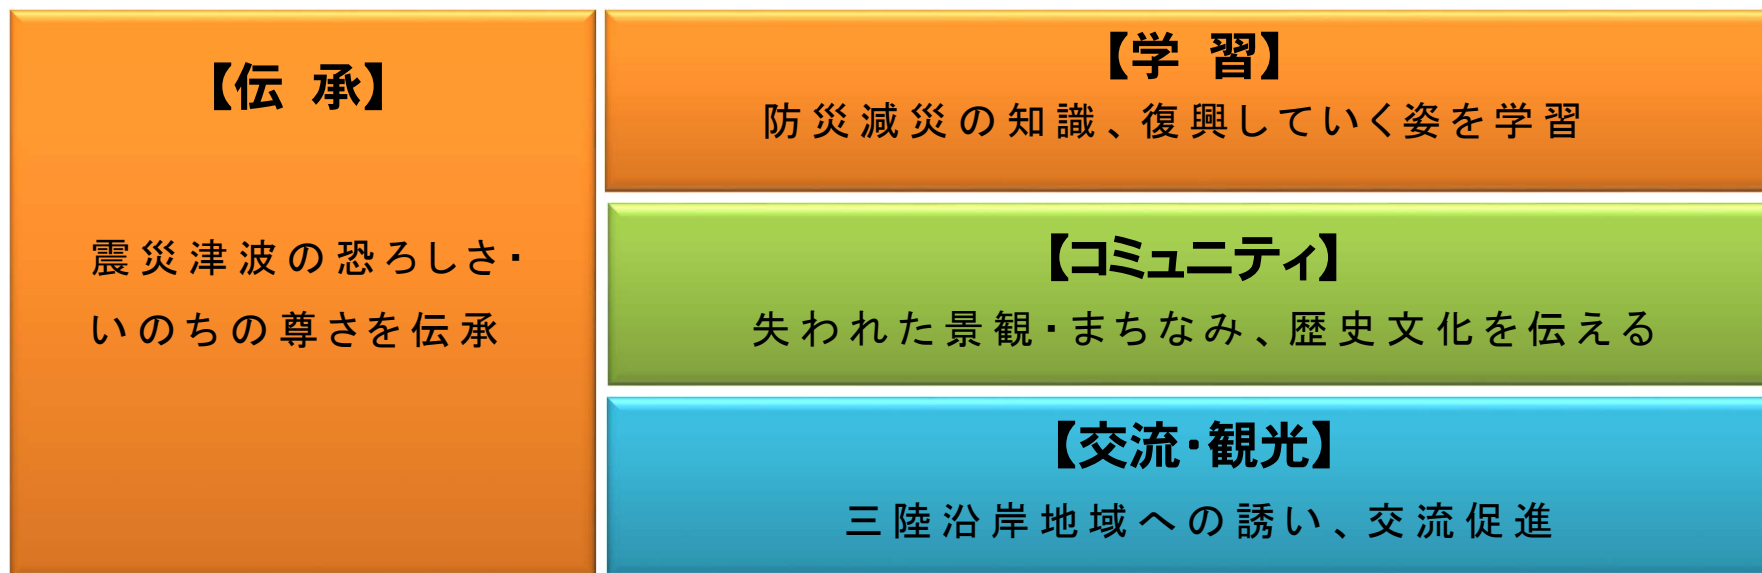 【伝 承】
震災津波の恐ろしさ・
いのちの尊さを伝承
【学 習】
防災減災の知識、復興していく姿を学習
【コミュニティ】
失われた景観・まちなみ、歴史文化を伝える
【交流・観光】
三陸沿岸地域への誘い、交流促進